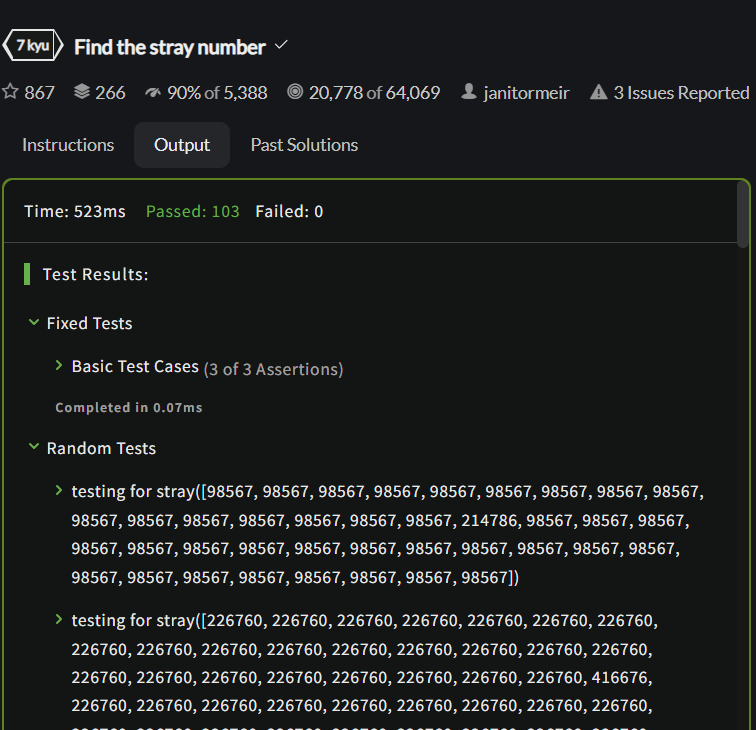 7 kyu Find the stray number
867 266 90% of 5,388 20,778 of 64,069 janitormeir 3 Issues Reported
Instructions Output Past Solutions
Time: 523ms Passed: 103 Failed: 0
Test Results:
Fixed Tests
Basic Test Cases (3 of 3 Assertions)
Completed in 0.07ms
Random Tests
testing for stray([98567, 98567, 98567, 98567, 98567, 98567, 98567, 98567, 98567,
98567, 98567, 98567, 98567, 98567, 98567, 98567, 214786, 98567, 98567, 98567,
98567, 98567, 98567, 98567, 98567, 98567, 98567, 98567, 98567, 98567, 98567,
98567, 98567, 98567, 98567, 98567, 98567, 98567, 98567])
testing for stray([226760, 226760, 226760, 226760, 226760, 226760, 226760,
226760, 226760, 226760, 226760, 226760, 226760, 226760, 226760, 226760,
226760, 226760, 226760, 226760, 226760, 226760, 226760, 226760, 416676,
226760, 226760, 226760, 226760, 226760, 226760, 226760, 226760, 226760,